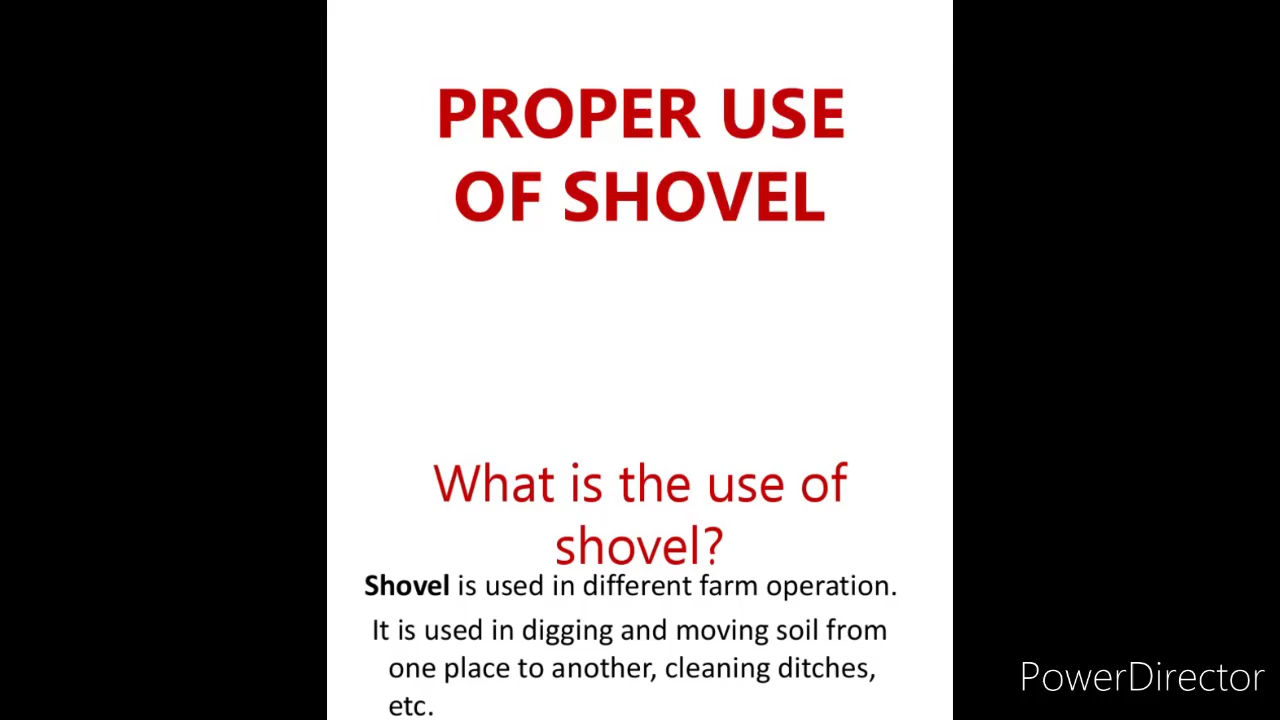 PROPER USE
OF SHOVEL
What is the use of
shovel?
Shovel is used in different farm operation.
It is used in digging and moving soil from
one place to another, cleaning ditches,
etc.
PowerDirector